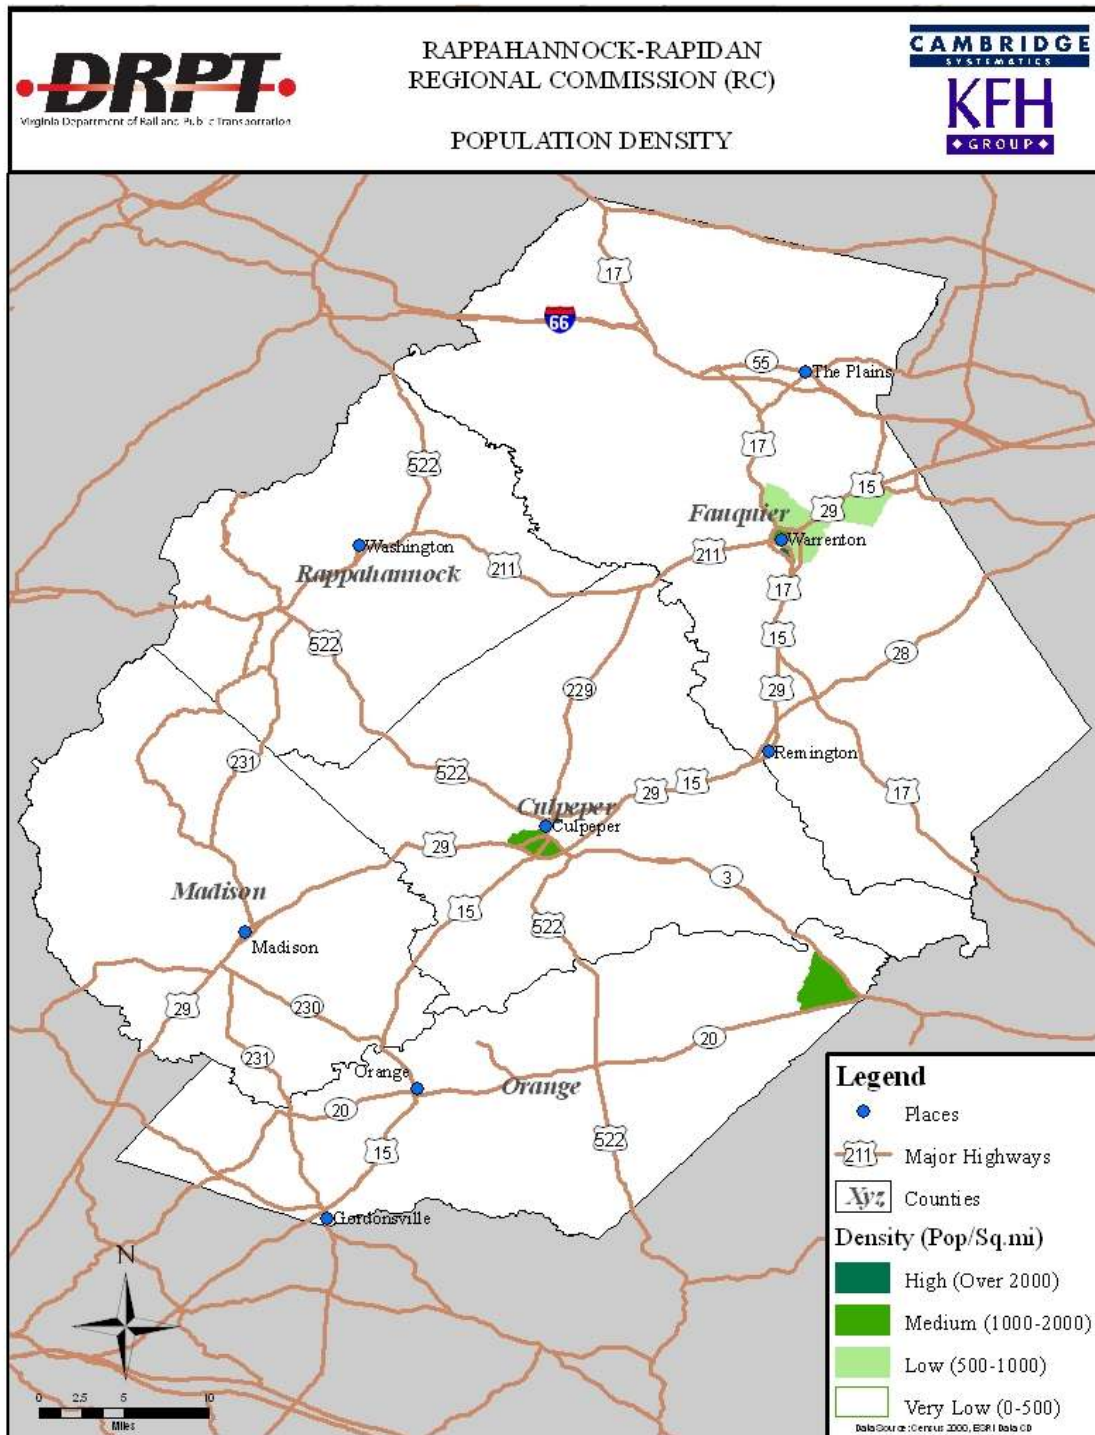 DRPT
Virginia Department of Rail and Public Transportation
RAPPAHANNOCK-RAPIDAN
REGIONAL COMMISSION (RC)
POPULATION DENSITY
CAMBRIDGE
SYSTEMATICS
KFH
GROUP
17
66
55
The Plains
17
522
15
29
Fauquier
Warrenton
Washington
211
211
Rappahannock
17
15
522
28
229
29
231
522
Remington
29
15
17
Culpeper
Culpeper
29
3
Madison
15
522
Madison
29
230
20
231
Orange
Orange
20
15
522
Gordonsville
N
0 2.5 5 10
Miles
Legend
Places
211 Major Highways
Xyz Counties
Density (Pop/Sq.mi)
High (Over 2000)
Medium (1000-2000)
Low (500-1000)
Very Low (0-500)
Data Source: Census 2000, ESRI Data CD